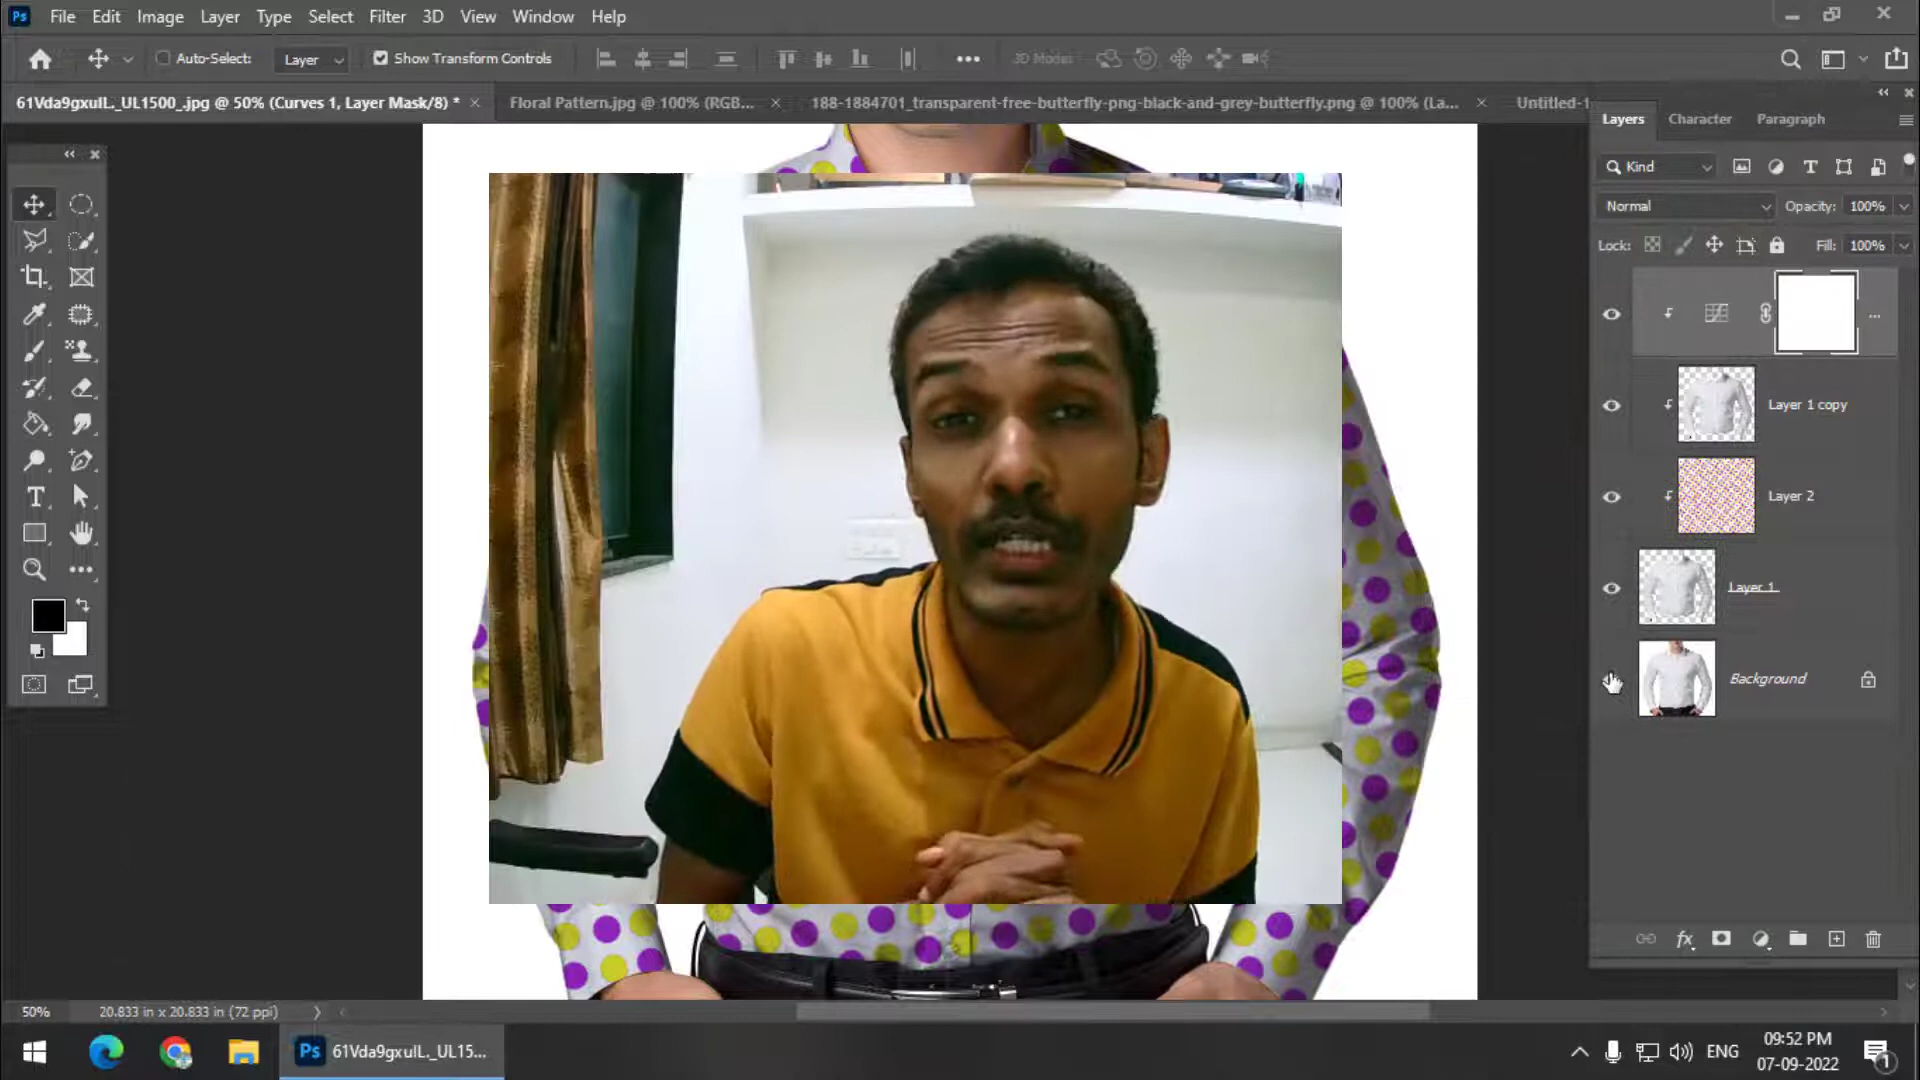 Ps File Edit Image Layer Type Select Filter 3D View Window Help
Auto-Select: Layer Show Transform Controls 3D Mode:
61Vda9gxulL._UL1500_.jpg @ 50% (Curves 1, Layer Mask/8) * Floral Pattern.jpg @ 100% (RGB... 188-1884701_transparent-free-butterfly-png-black-and-grey-butterfly.png @ 100% (La... Untitled-1
Layers Character Paragraph
Kind
Normal Opacity: 100%
Lock: Fill: 100%
Layer 1 copy
Layer 2
Layer 1
Background
50% 20.833 in x 20.833 in (72 ppi)
Ps 61Vda9gxulL._UL15...
ENG
09:52 PM
07-09-2022
1